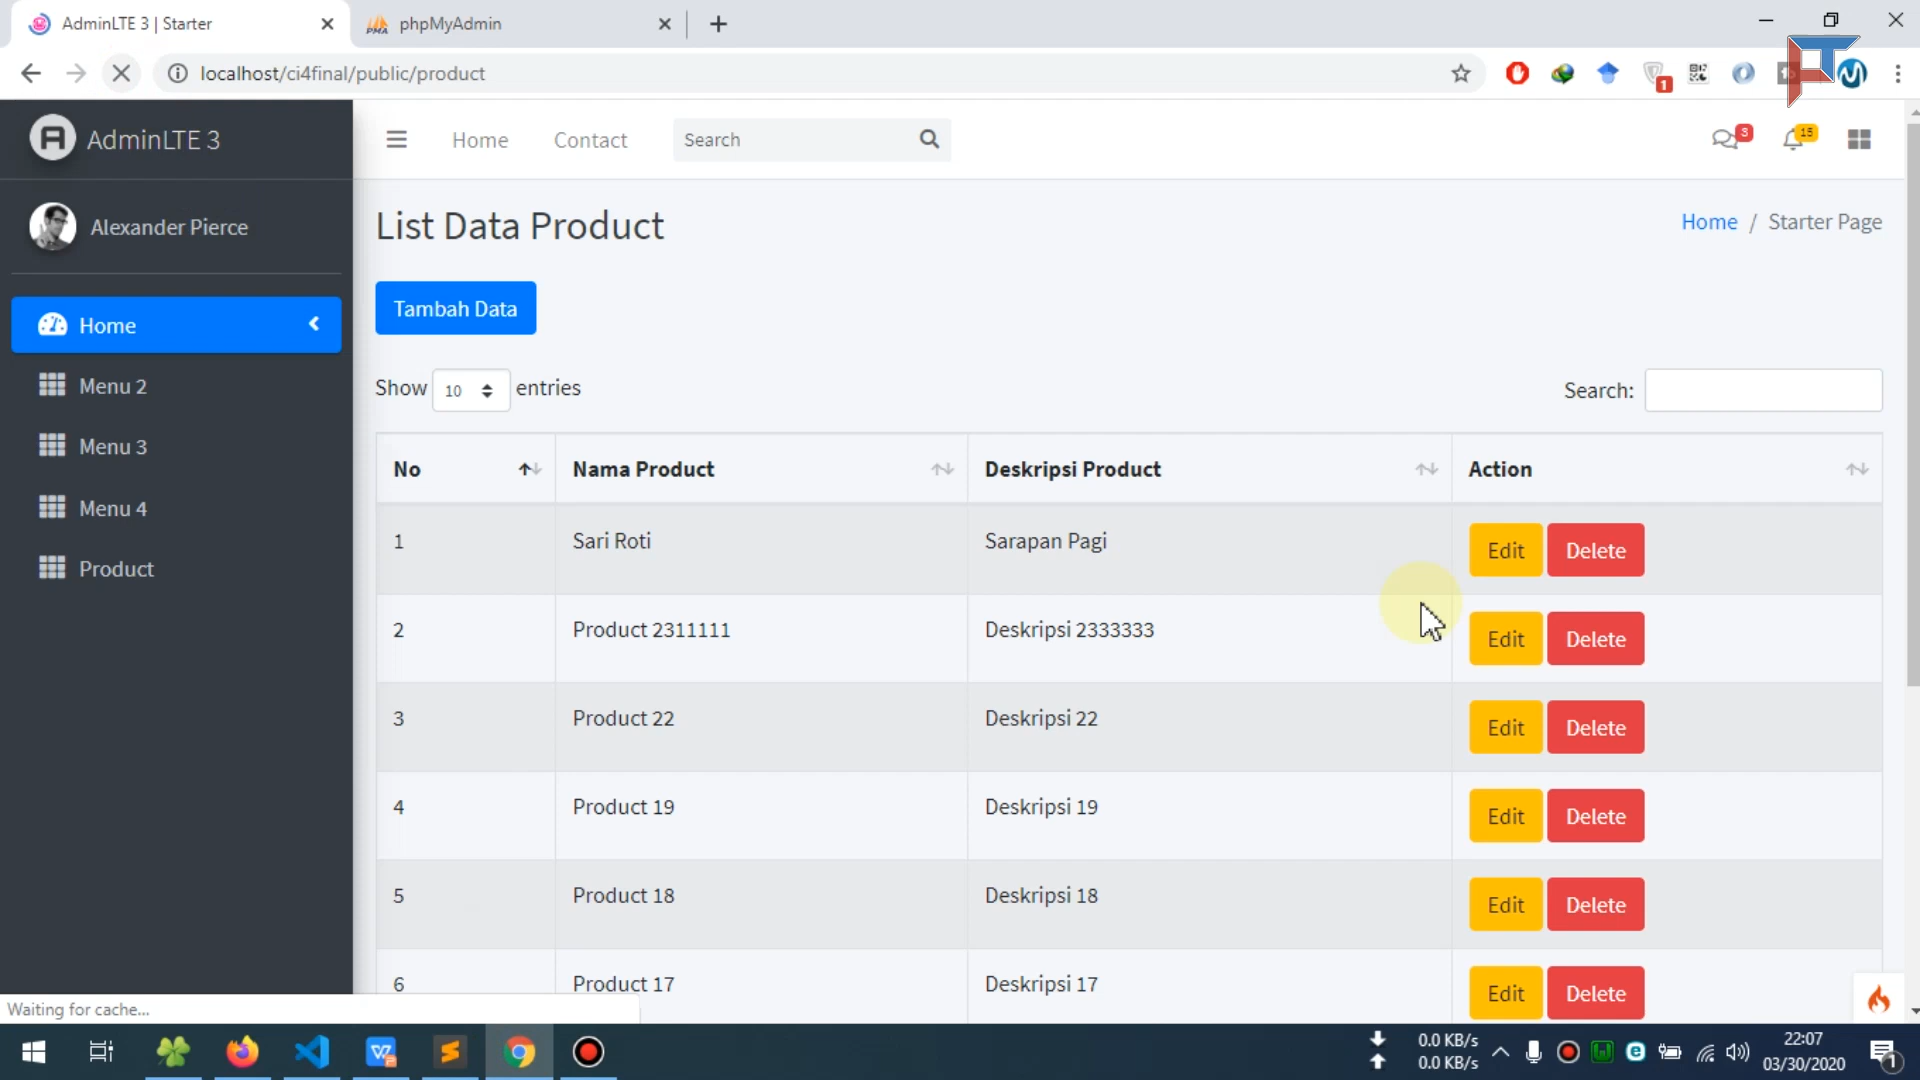 AdminLTE 3 | Starter
phpMyAdmin
localhost/ci4final/public/product
1
AdminLTE 3
Home
Contact
Search
3
15
Alexander Pierce
List Data Product
Home / Starter Page
Home
Tambah Data
Menu 2
Show 10 entries
Search:
Menu 3
No
Nama Product
Deskripsi Product
Action
Menu 4
1
Sari Roti
Sarapan Pagi
Edit
Delete
Product
2
Product 2311111
Deskripsi 2333333
Edit
Delete
3
Product 22
Deskripsi 22
Edit
Delete
4
Product 19
Deskripsi 19
Edit
Delete
5
Product 18
Deskripsi 18
Edit
Delete
6
Product 17
Deskripsi 17
Edit
Delete
Waiting for cache...
0.0 KB/s
0.0 KB/s
22:07
03/30/2020
1